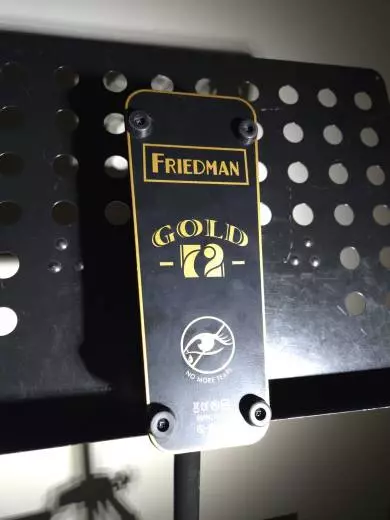 FRIEDMAN
GOLD
-72-
NO MORE TEARS